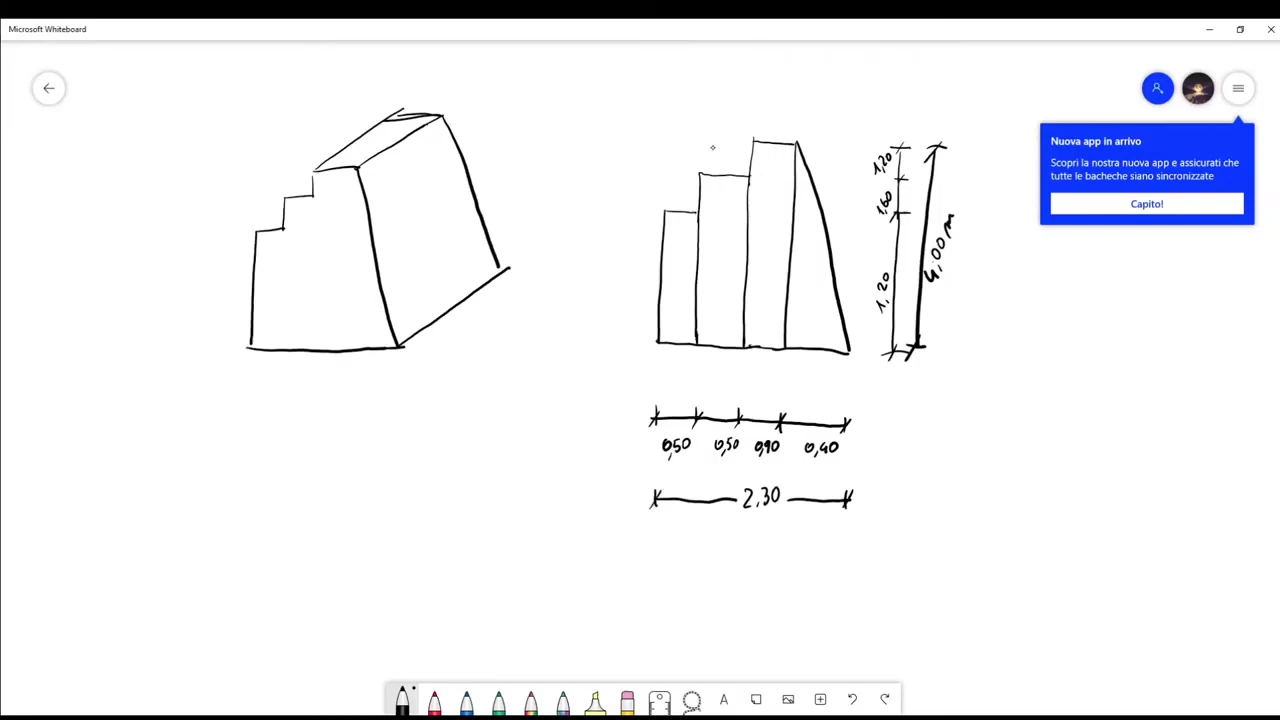 Microsoft Whiteboard
Nuova app in arrivo
Scopri la nostra nuova app e assicurati che
tutte le bacheche siano sincronizzate
Capito!
1,20
1,60
1,20
4,00 m
0,50 0,50 0,90 0,40
2,30
A